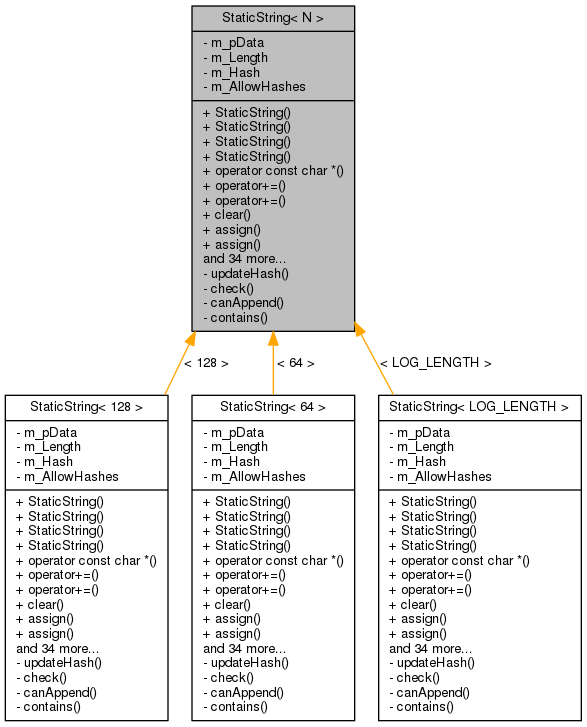 StaticString< N >
- m_pData
- m_Length
- m_Hash
- m_AllowHashes
+ StaticString()
+ StaticString()
+ StaticString()
+ StaticString()
+ operator const char *()
+ operator+=()
+ operator+=()
+ clear()
+ assign()
+ assign()
and 34 more...
- updateHash()
- check()
- canAppend()
- contains()
< 128 >
< 64 >
< LOG_LENGTH >
StaticString< 128 >
- m_pData
- m_Length
- m_Hash
- m_AllowHashes
+ StaticString()
+ StaticString()
+ StaticString()
+ StaticString()
+ operator const char *()
+ operator+=()
+ operator+=()
+ clear()
+ assign()
+ assign()
and 34 more...
- updateHash()
- check()
- canAppend()
- contains()
StaticString< 64 >
- m_pData
- m_Length
- m_Hash
- m_AllowHashes
+ StaticString()
+ StaticString()
+ StaticString()
+ StaticString()
+ operator const char *()
+ operator+=()
+ operator+=()
+ clear()
+ assign()
+ assign()
and 34 more...
- updateHash()
- check()
- canAppend()
- contains()
StaticString< LOG_LENGTH >
- m_pData
- m_Length
- m_Hash
- m_AllowHashes
+ StaticString()
+ StaticString()
+ StaticString()
+ StaticString()
+ operator const char *()
+ operator+=()
+ operator+=()
+ clear()
+ assign()
+ assign()
and 34 more...
- updateHash()
- check()
- canAppend()
- contains()